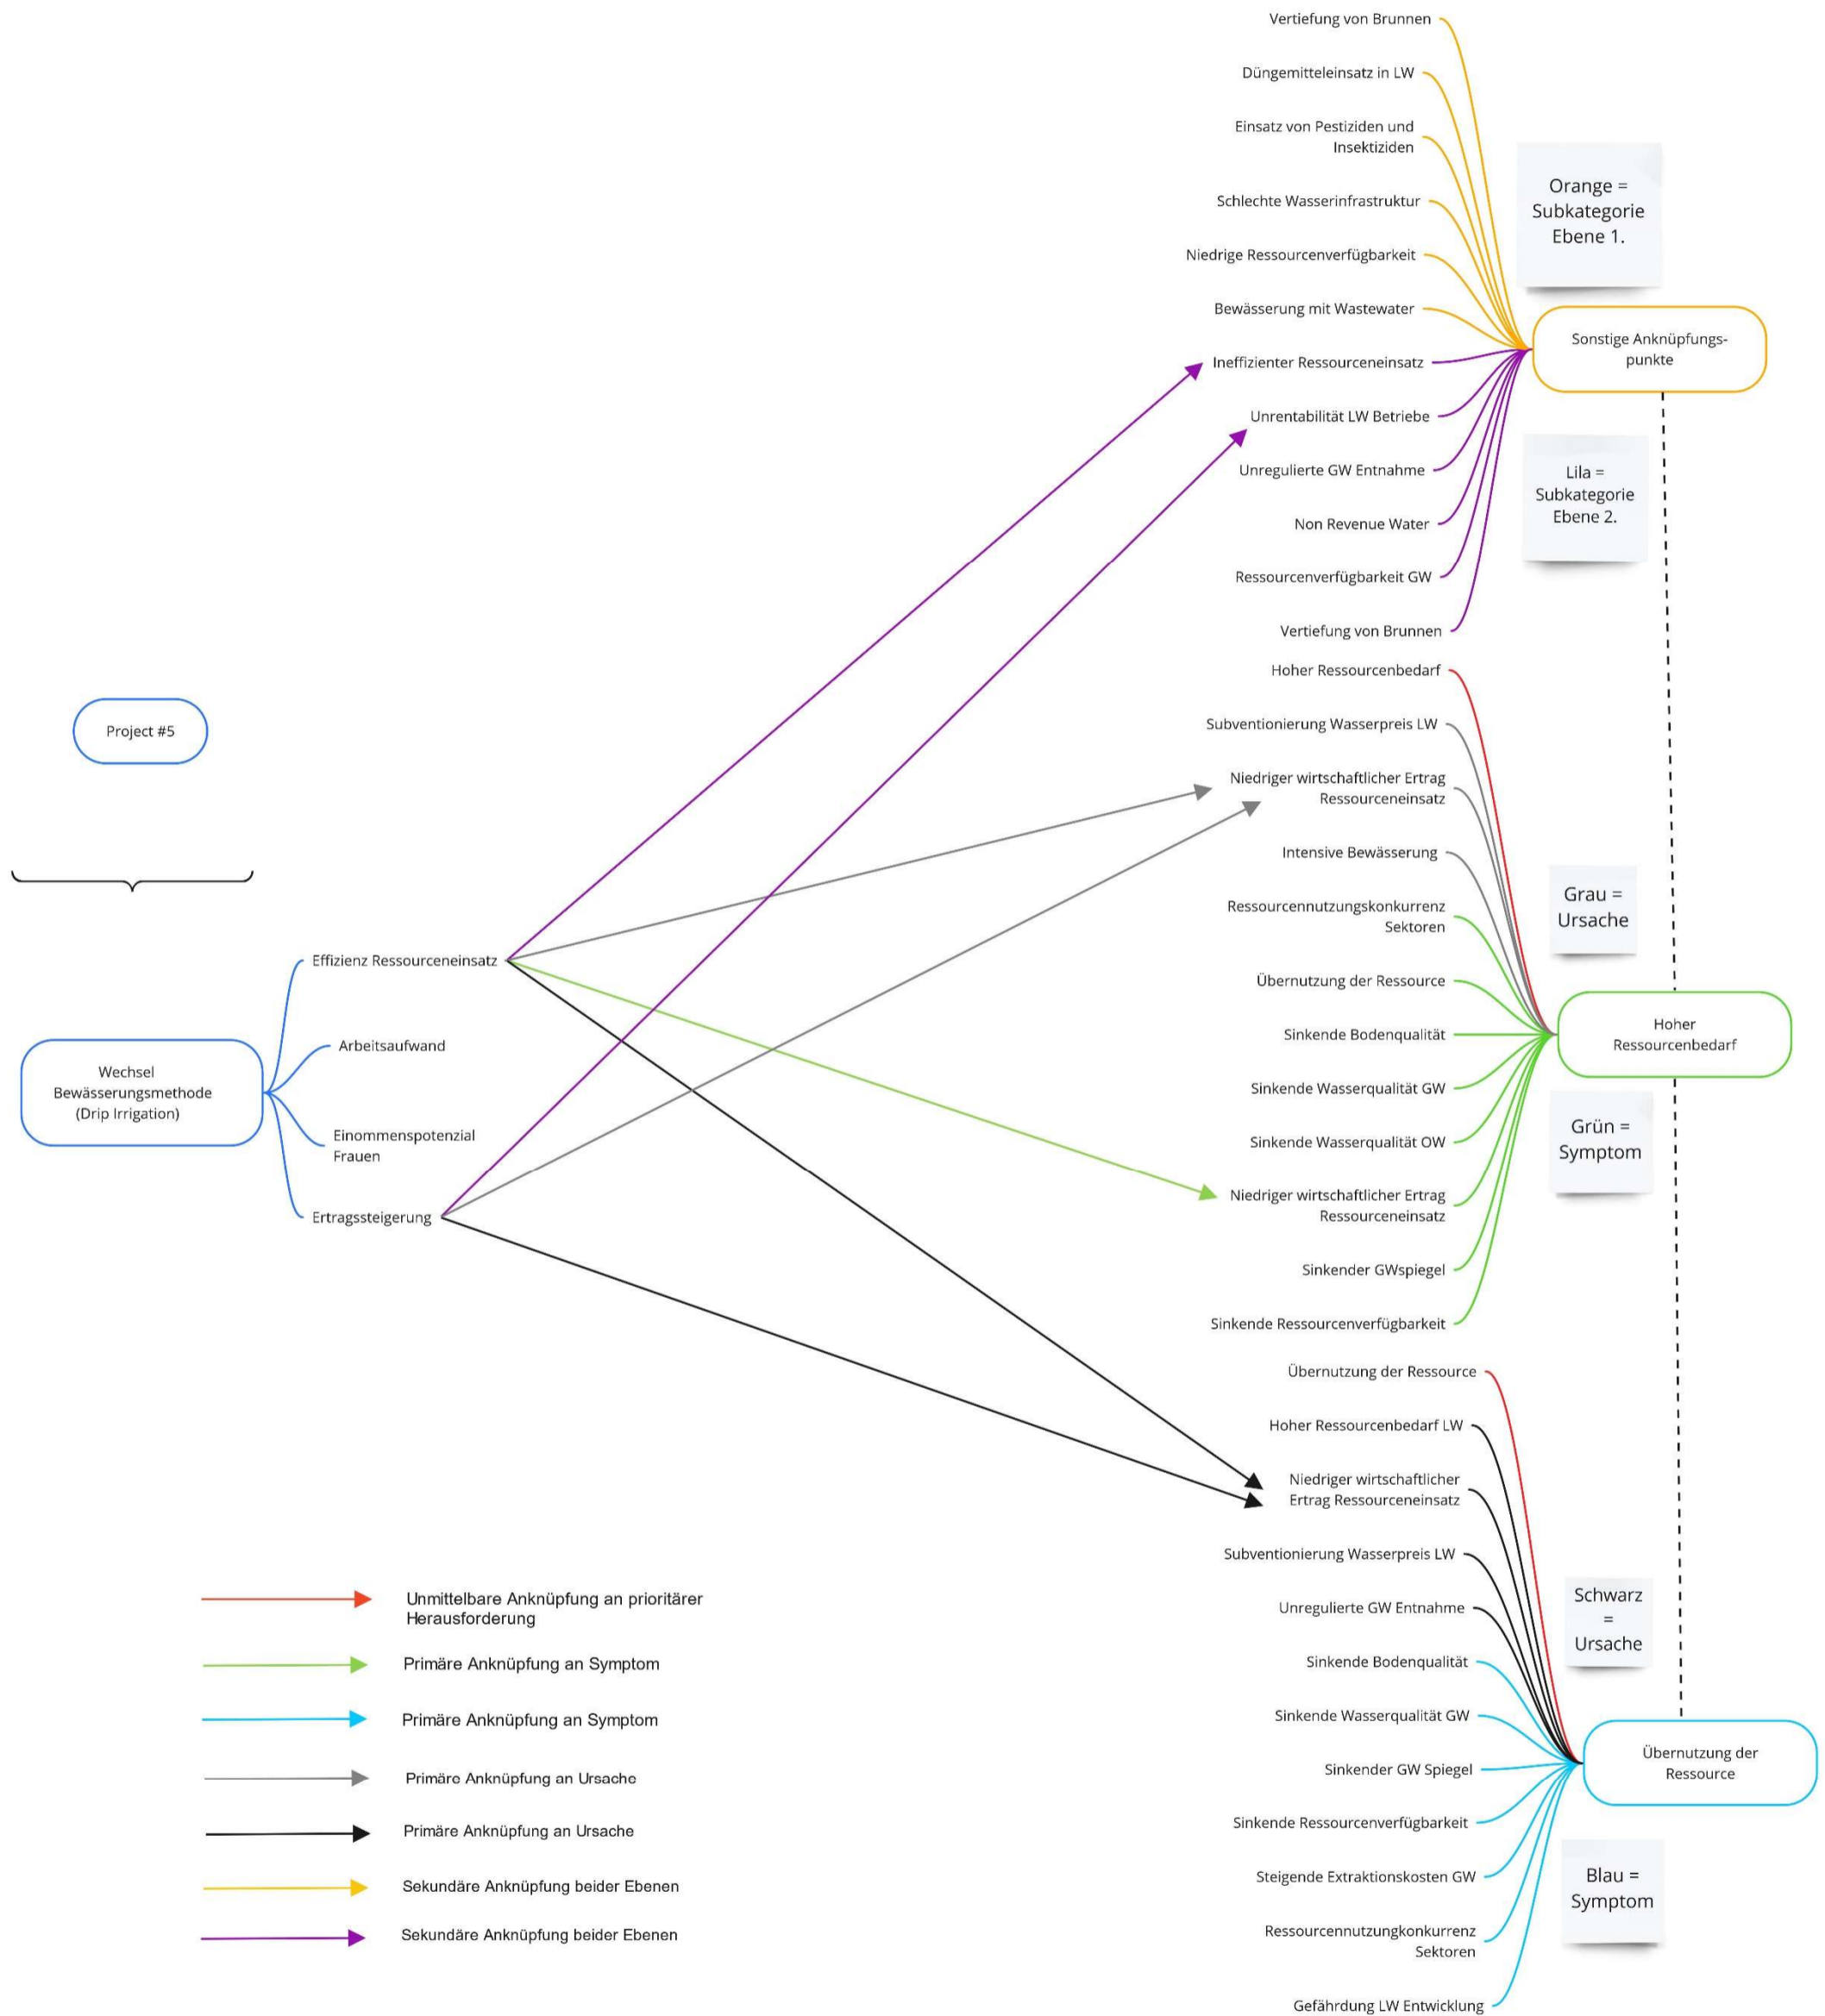 Vertiefung von Brunnen
Düngemitteleinsatz in LW
Einsatz von Pestiziden und
Insektiziden
Schlechte Wasserinfrastruktur
Niedrige Ressourcenverfügbarkeit
Bewässerung mit Wastewater
Ineffizienter Ressourceneinsatz
Unrentabilität LW Betriebe
Unregulierte GW Entnahme
Non Revenue Water
Ressourcenverfügbarkeit GW
Vertiefung von Brunnen
Orange =
Subkategorie
Ebene 1.
Sonstige Anknüpfungs-
punkte
Lila =
Subkategorie
Ebene 2.
Project #5
Wechsel
Bewässerungsmethode
(Drip Irrigation)
Effizienz Ressourceneinsatz
Arbeitsaufwand
Einommenspotenzial
Frauen
Ertragssteigerung
Hoher Ressourcenbedarf
Subventionierung Wasserpreis LW
Niedriger wirtschaftlicher Ertrag
Ressourceneinsatz
Intensive Bewässerung
Ressourcennutzungskonkurrenz
Sektoren
Übernutzung der Ressource
Sinkende Bodenqualität
Sinkende Wasserqualität GW
Sinkende Wasserqualität OW
Niedriger wirtschaftlicher Ertrag
Ressourceneinsatz
Sinkender GWspiegel
Sinkende Ressourcenverfügbarkeit
Grau =
Ursache
Hoher
Ressourcenbedarf
Grün =
Symptom
Übernutzung der Ressource
Hoher Ressourcenbedarf LW
Niedriger wirtschaftlicher
Ertrag Ressourceneinsatz
Subventionierung Wasserpreis LW
Unregulierte GW Entnahme
Sinkende Bodenqualität
Sinkende Wasserqualität GW
Sinkender GW Spiegel
Sinkende Ressourcenverfügbarkeit
Steigende Extraktionskosten GW
Ressourcennutzungkonkurrenz
Sektoren
Gefährdung LW Entwicklung
Schwarz
=
Ursache
Übernutzung der
Ressource
Blau =
Symptom
Unmittelbare Anknüpfung an prioritärer
Herausforderung
Primäre Anknüpfung an Symptom
Primäre Anknüpfung an Symptom
Primäre Anknüpfung an Ursache
Primäre Anknüpfung an Ursache
Sekundäre Anknüpfung beider Ebenen
Sekundäre Anknüpfung beider Ebenen